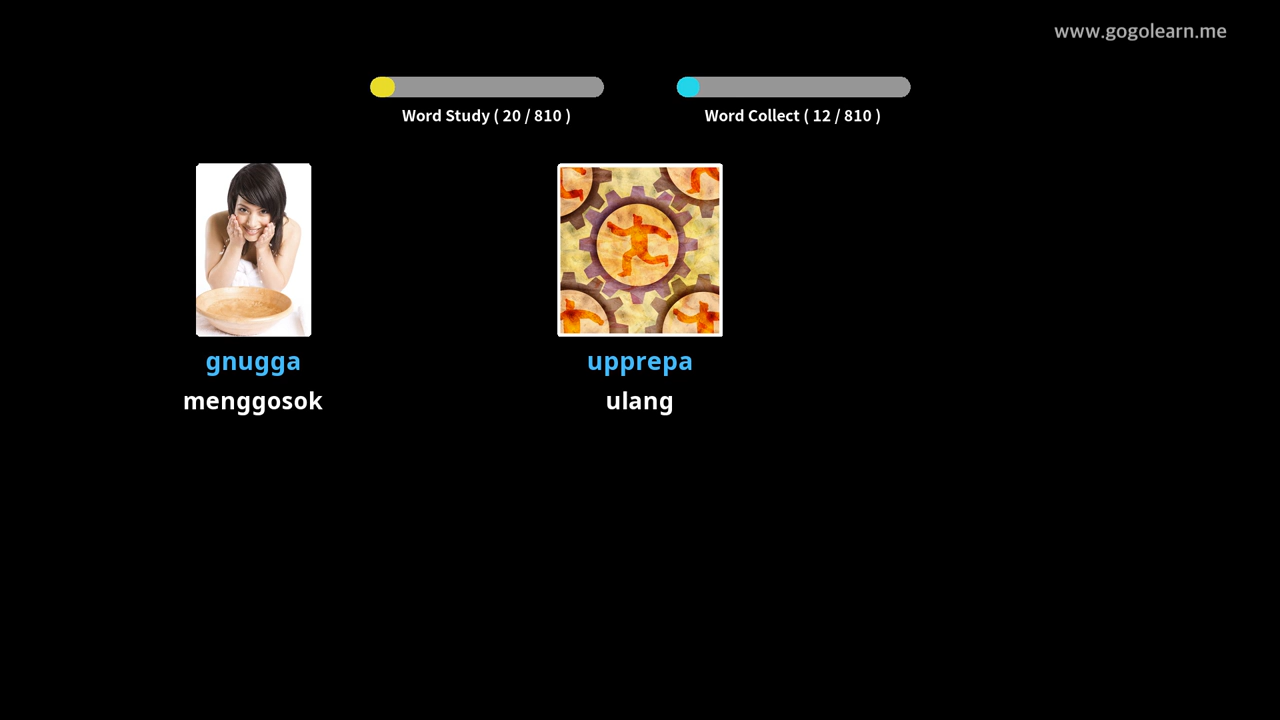 www.gogolearn.me
Word Study ( 20 / 810 )
Word Collect ( 12 / 810 )
gnugga
upprepa
menggosok
ulang